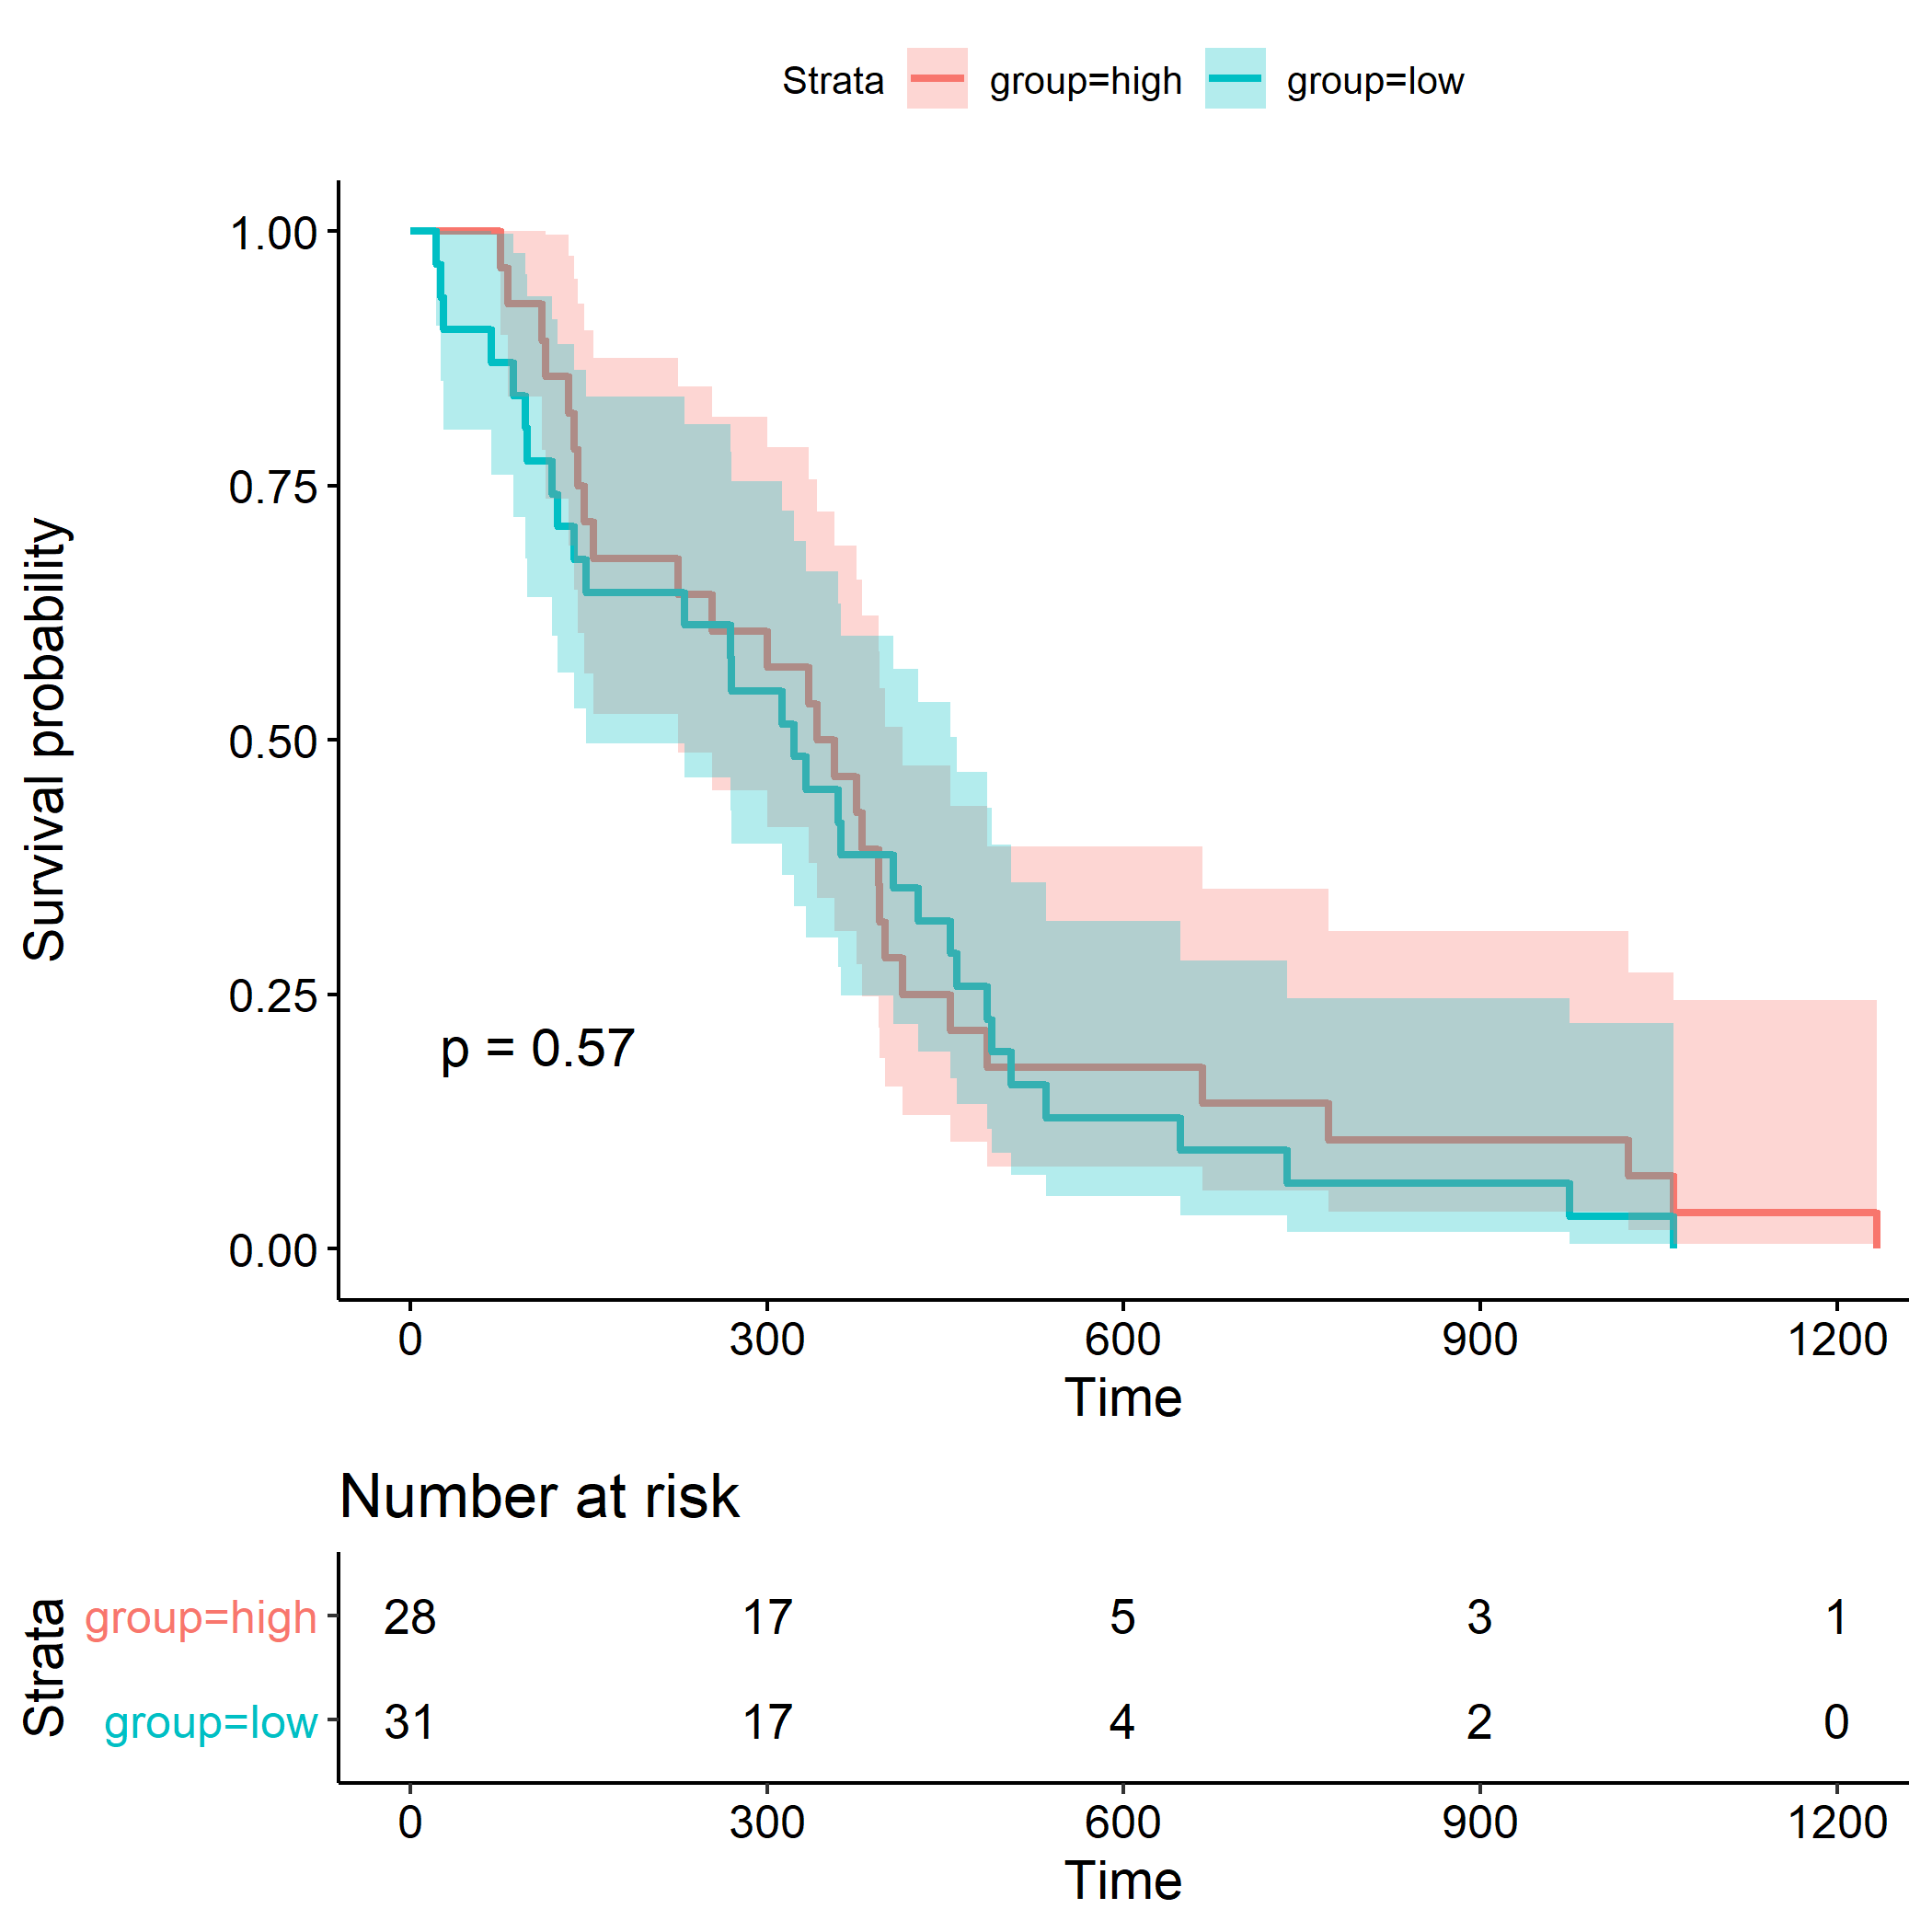 Strata group=high group=low
Survival probability
1.00
0.75
0.50
0.25
0.00
p = 0.57
0 300 600 900 1200
Time
Number at risk
Strata
group=high 28 17 5 3 1
group=low 31 17 4 2 0
0 300 600 900 1200
Time